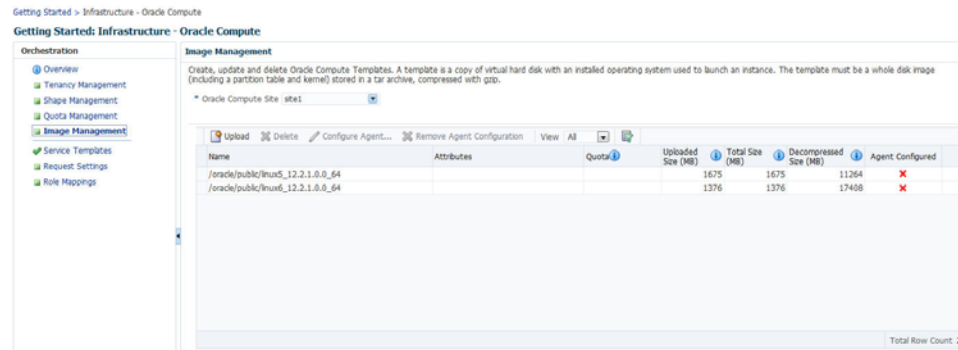 Getting Started > Infrastructure - Oracle Compute
Getting Started: Infrastructure - Oracle Compute
Orchestration
Overview
Tenancy Management
Shape Management
Quota Management
Image Management
Service Templates
Request Settings
Role Mappings
Image Management
Create, update and delete Oracle Compute Templates. A template is a copy of virtual hard disk with an installed operating system used to launch an instance. The template must be a whole disk image
(including a partition table and kernel) stored in a tar archive, compressed with gzip.
* Oracle Compute Site site1
Upload Delete Configure Agent... Remove Agent Configuration View All
Name Attributes Quota Uploaded Size (MB) Total Size (MB) Decompressed Size (MB) Agent Configured
/oracle/public/linux5_12.2.1.0.0_64 1675 1675 11264
/oracle/public/linux6_12.2.1.0.0_64 1376 1376 17408
Total Row Count